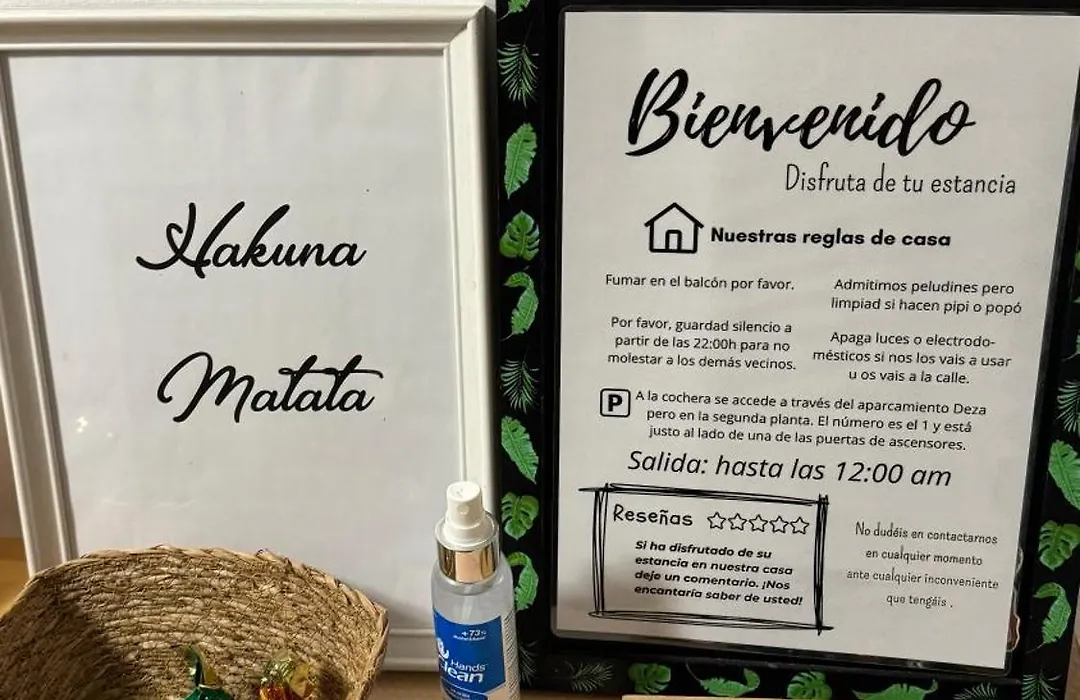 Hakuna
Matata
Bienvenido
Disfruta de tu estancia
Nuestras reglas de casa
Fumar en el balcón por favor.
Por favor, guardad silencio a
partir de las 22:00h para no
molestar a los demás vecinos.
Admitimos peludines pero
limpiad si hacen pipi o popó
Apaga luces o electrodo-
mésticos si nos los vais a usar
u os vais a la calle.
P A la cochera se accede a través del aparcamiento Deza
pero en la segunda planta. El número es el 1 y está
justo al lado de una de las puertas de ascensores.
Salida: hasta las 12:00 am
Reseñas
Si ha disfrutado de su
estancia en nuestra casa
deje un comentario. ¡Nos
encantaría saber de usted!
No dudéis en contactarnos
en cualquier momento
ante cualquier inconveniente
que tengáis .
+73%
Hands